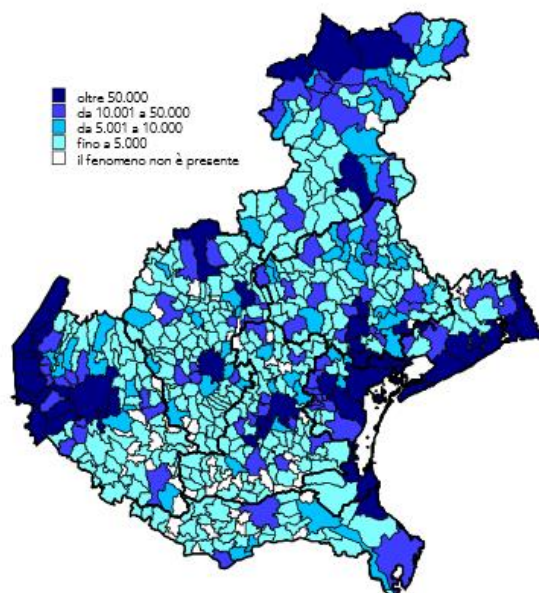 oltre 50.000
da 10.001 a 50.000
da 5.001 a 10.000
fino a 5.000
il fenomeno non è presente